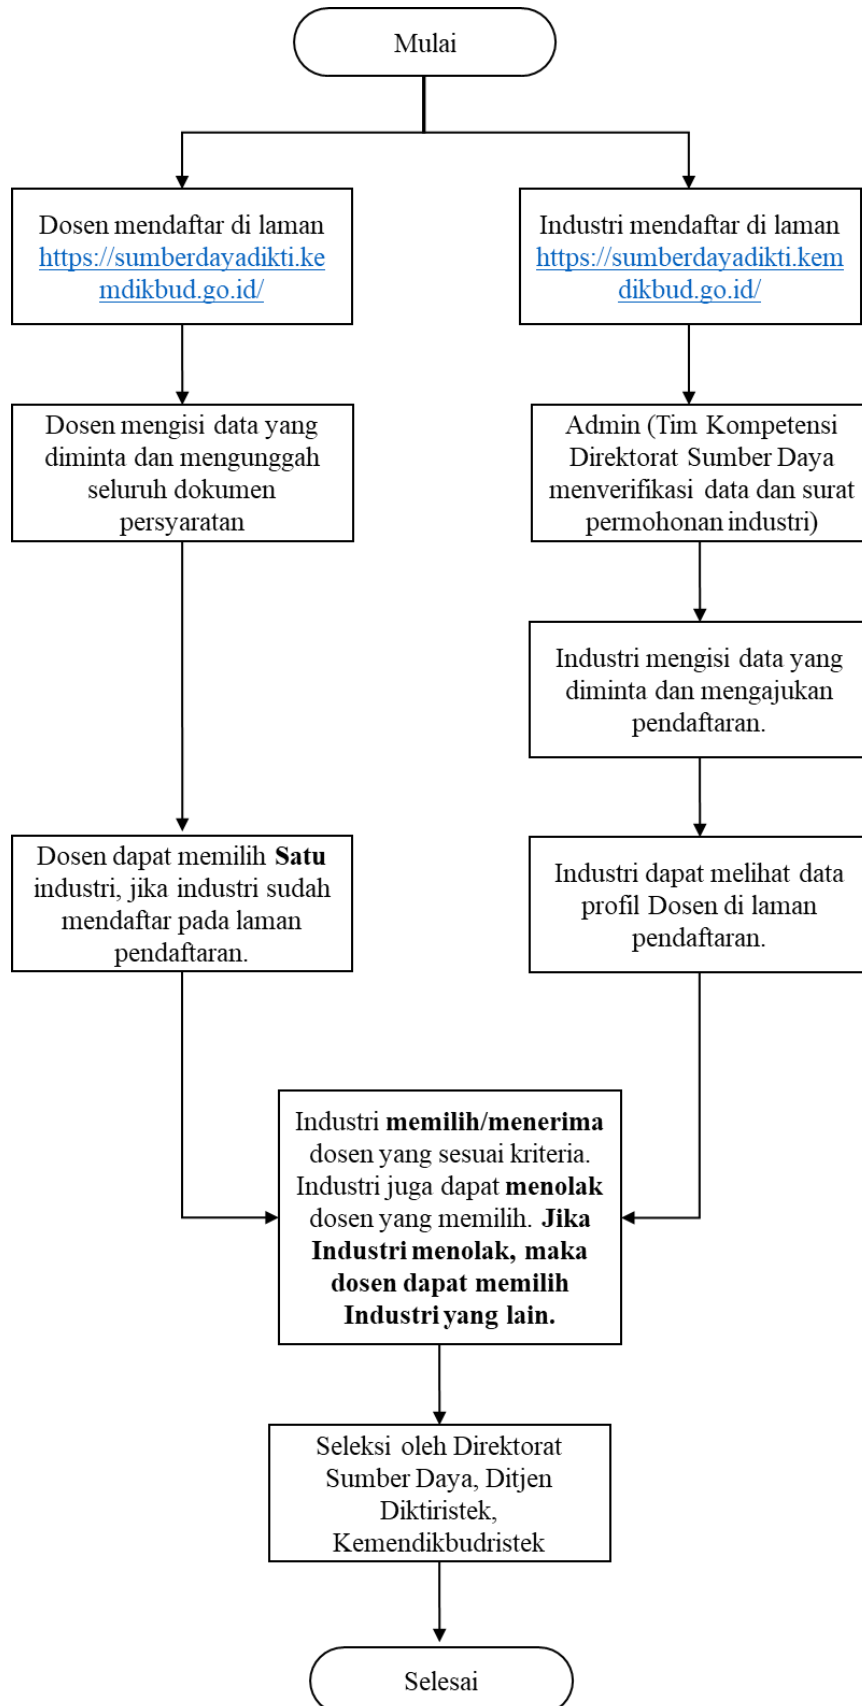 Mulai
Dosen mendaftar di laman
https://sumberdayadikti.ke
mdikbud.go.id/
Industri mendaftar di laman
https://sumberdayadikti.kem
dikbud.go.id/
Dosen mengisi data yang
diminta dan mengunggah
seluruh dokumen
persyaratan
Admin (Tim Kompetensi
Direktorat Sumber Daya
menverifikasi data dan surat
permohonan industri)
Industri mengisi data yang
diminta dan mengajukan
pendaftaran.
Dosen dapat memilih Satu
industri, jika industri sudah
mendaftar pada laman
pendaftaran.
Industri dapat melihat data
profil Dosen di laman
pendaftaran.
Industri memilih/menerima
dosen yang sesuai kriteria.
Industri juga dapat menolak
dosen yang memilih. Jika
Industri menolak, maka
dosen dapat memilih
Industri yang lain.
Seleksi oleh Direktorat
Sumber Daya, Ditjen
Diktiristek,
Kemendikbudristek
Selesai